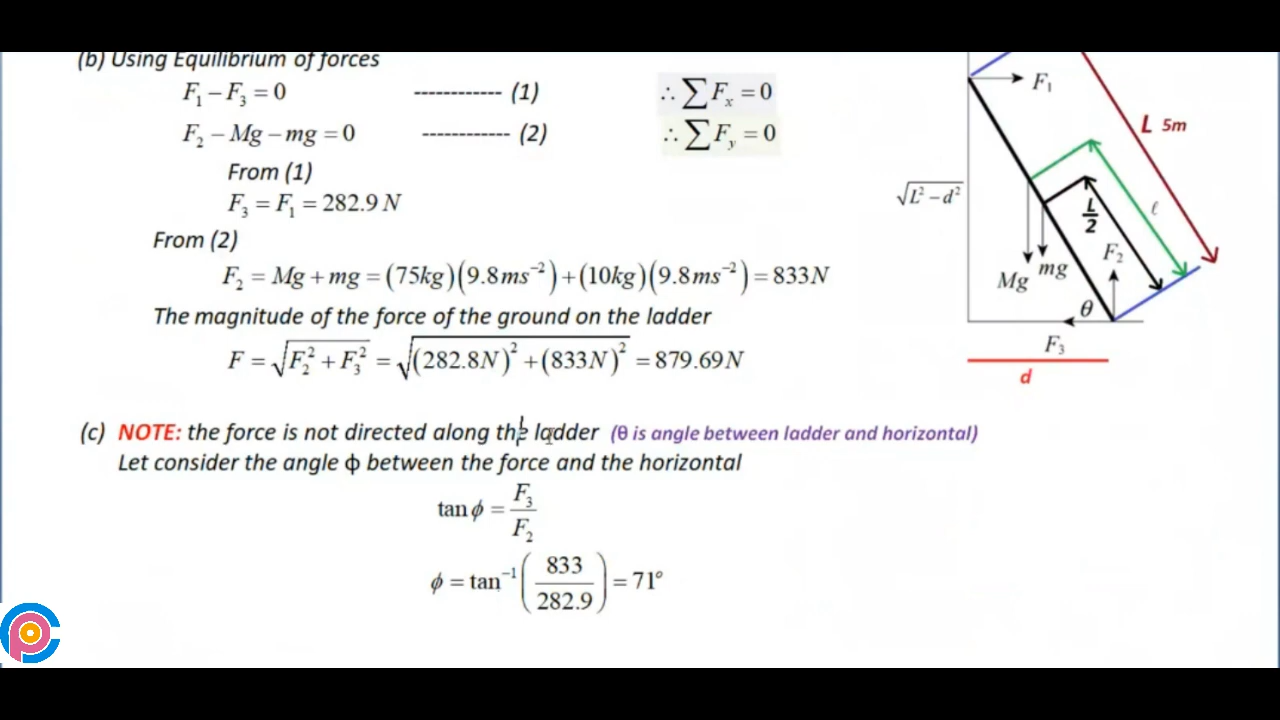 (b) Using Equilibrium of forces
F₁ – F₃ = 0 ------------ (1) ∴ ∑ Fₓ = 0
F₂ – Mg – mg = 0 ------------ (2) ∴ ∑ F_y = 0
From (1)
F₃ = F₁ = 282.9 N
From (2)
F₂ = Mg + mg = (75kg)(9.8ms⁻²) + (10kg)(9.8ms⁻²) = 833N
The magnitude of the force of the ground on the ladder
F = √(F₂² + F₃²) = √((282.8N)² + (833N)²) = 879.69N
(c) NOTE: the force is not directed along the ladder (θ is angle between ladder and horizontal)
Let consider the angle ϕ between the force and the horizontal
tan ϕ = F₃/F₂
ϕ = tan⁻¹(833/282.9) = 71°
F₁
L 5m
√(L² – d²)
ℓ
L/2
F₂
mg
Mg
θ
F₃
d